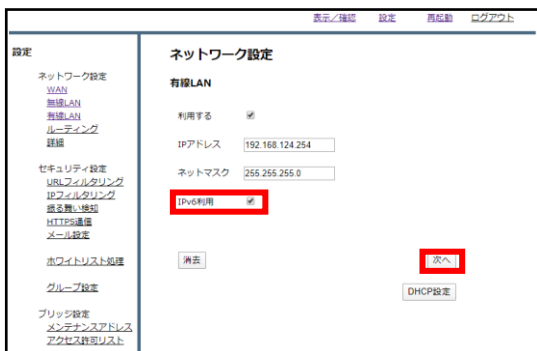 表示／確認 設定 再起動 ログアウト
設定
ネットワーク設定
WAN
無線LAN
有線LAN
ルーティング
詳細
セキュリティ設定
URLフィルタリング
IPフィルタリング
振る舞い検知
HTTPS通信
メール設定
ホワイトリスト処理
グループ設定
ブリッジ設定
メンテナンスアドレス
アクセス許可リスト
ネットワーク設定
有線LAN
利用する
IPアドレス 192.168.124.254
ネットマスク 255.255.255.0
IPv6利用
消去 次へ
DHCP設定